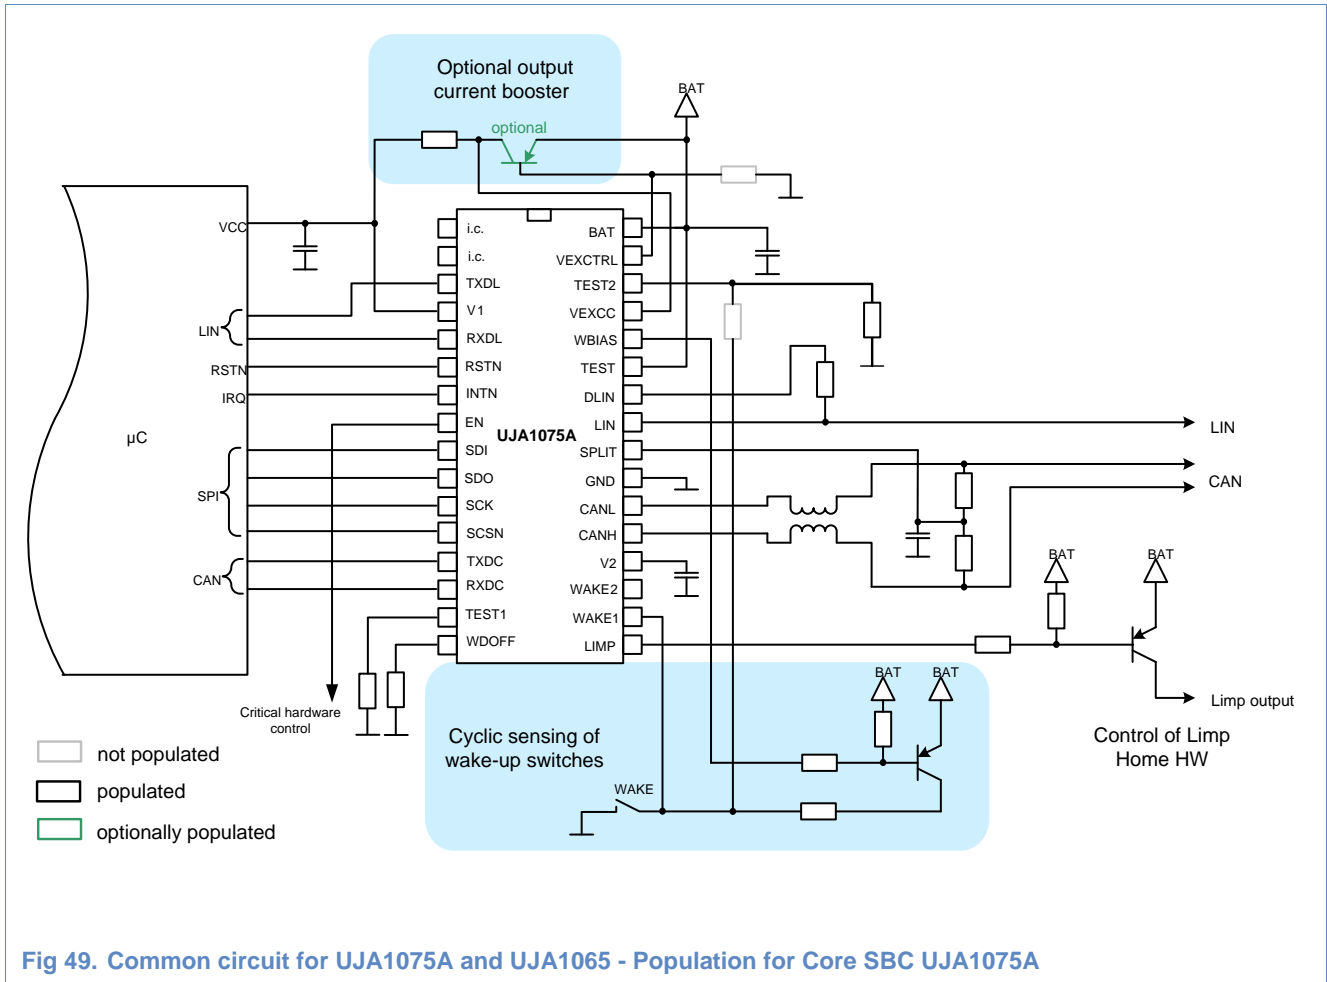 Optional output
current booster
optional
BAT
VCC
LIN
RSTN
IRQ
µC
SPI
CAN
i.c.
i.c.
TXDL
V1
RXDL
RSTN
INTN
EN
SDI
SDO
SCK
SCSN
TXDC
RXDC
TEST1
WDOFF
UJA1075A
BAT
VEXCTRL
TEST2
VEXCC
WBIAS
TEST
DLIN
LIN
SPLIT
GND
CANL
CANH
V2
WAKE2
WAKE1
LIMP
LIN
CAN
BAT
BAT
Limp output
Control of Limp
Home HW
Critical hardware
control
Cyclic sensing of
wake-up switches
BAT
BAT
WAKE
not populated
populated
optionally populated
Fig 49. Common circuit for UJA1075A and UJA1065 - Population for Core SBC UJA1075A